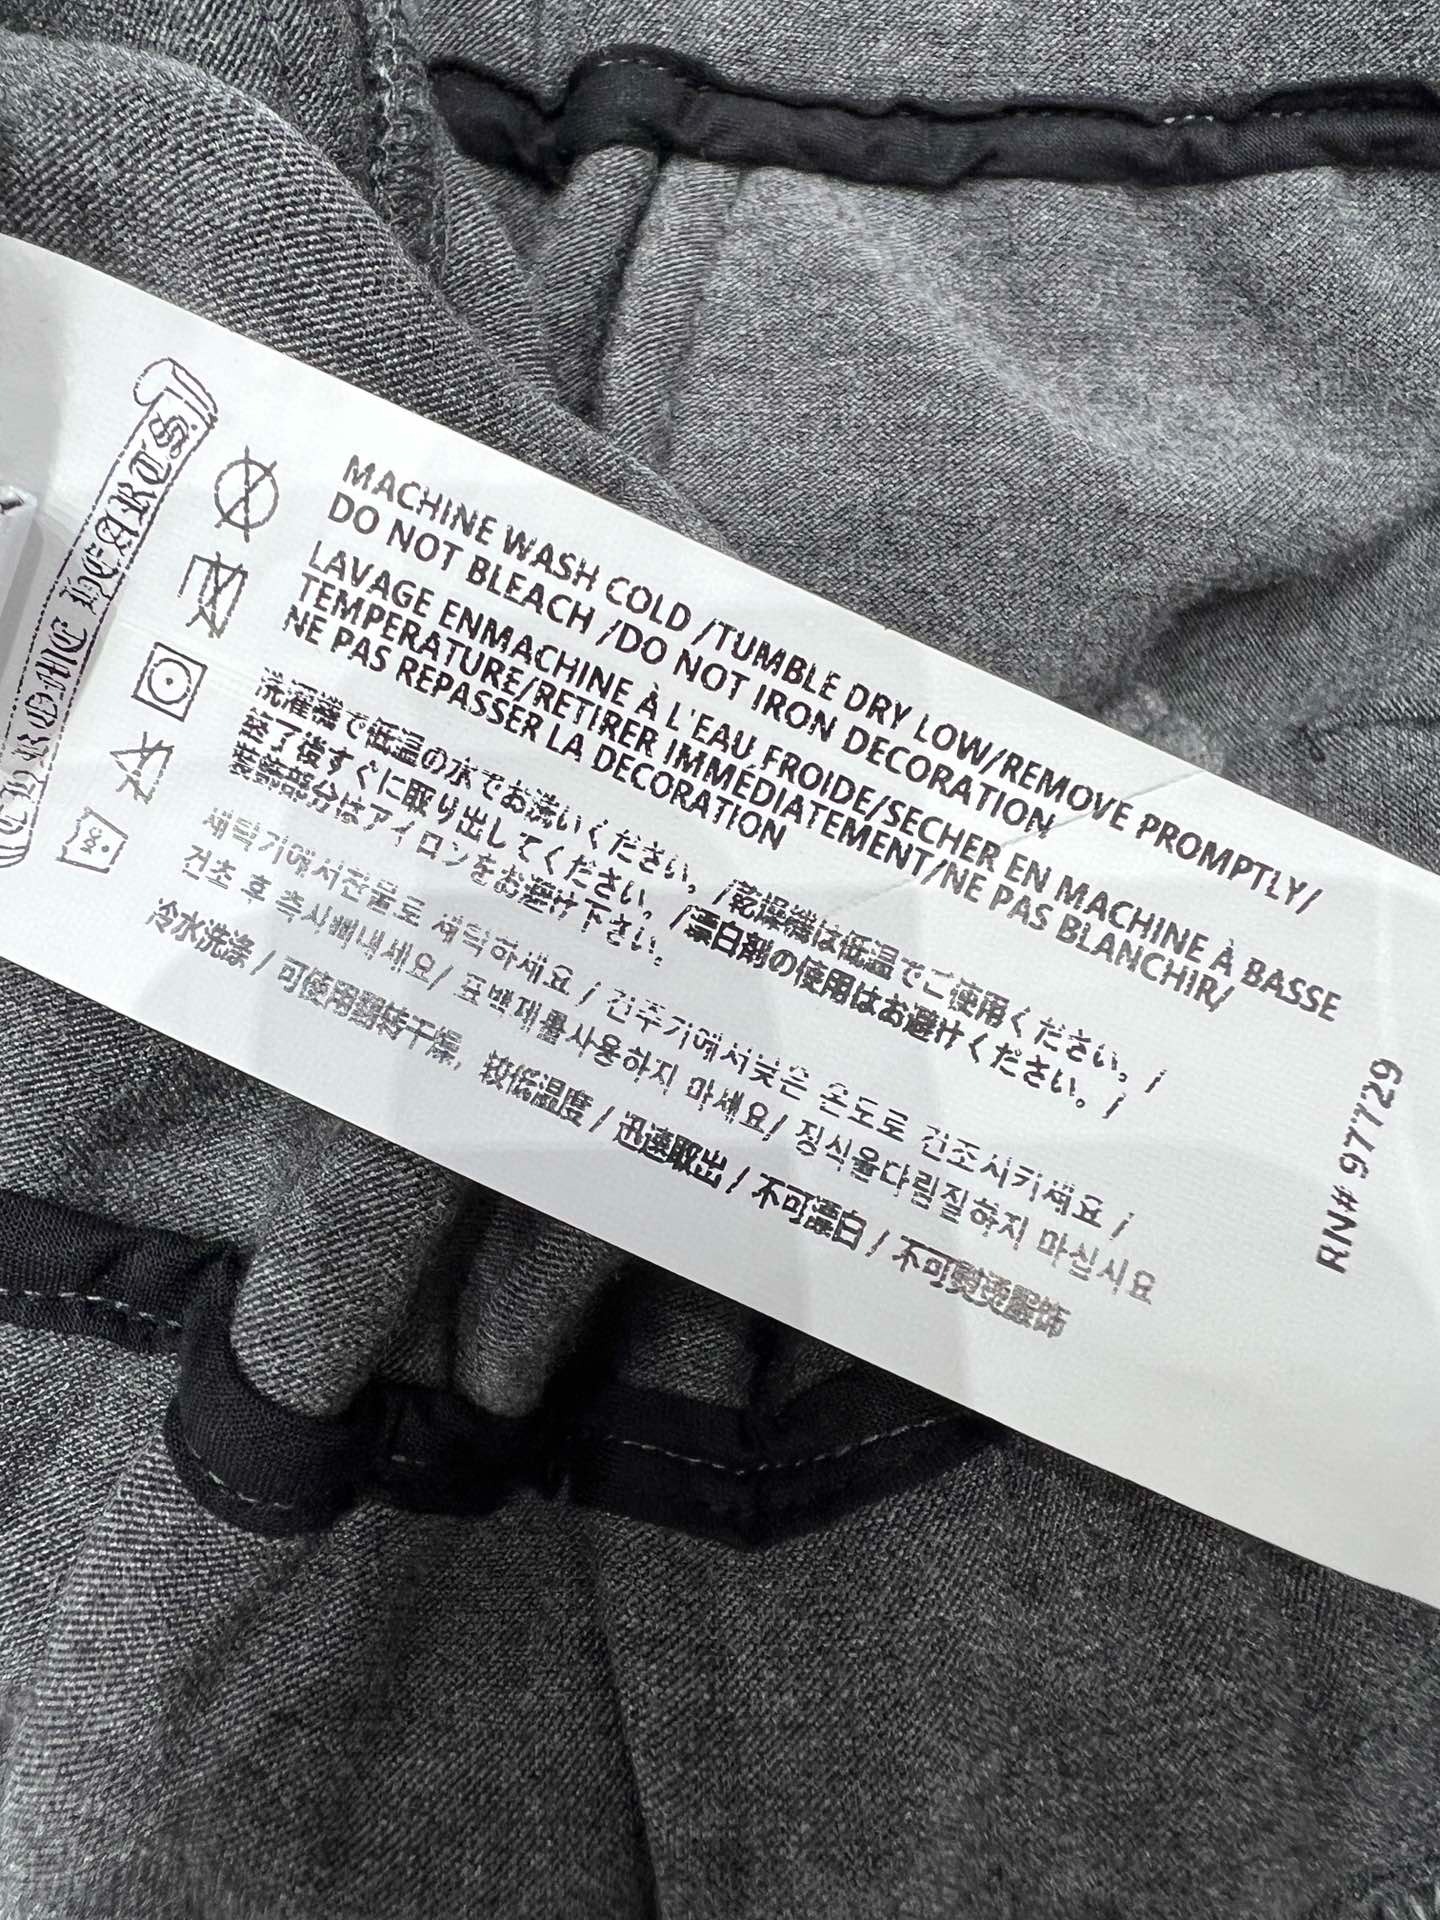 CHROME HEARTS
MACHINE WASH COLD /TUMBLE DRY LOW/REMOVE PROMPTLY/
DO NOT BLEACH /DO NOT IRON DECORATION
LAVAGE ENMACHINE À L'EAU FROIDE/SECHER EN MACHINE À BASSE
TEMPERATURE/RETIRER IMMEDIATEMENT/NE PAS BLANCHIR/
NE PAS REPASSER LA DECORATION
洗濯機で低温の水でお洗いください。/乾燥機は低温でご使用ください。/
終了後すぐに取り出してください。/漂白剤の使用はお避けください。/
装飾部分はアイロンをお避け下さい。
세탁기에서찬물로 세탁하세요 / 건주기에서낮은 온도로 건조시키세요 /
건조 후 즉시빼내세요/ 표백제를사용하지 마세요/ 장식을다림질하지 마십시요
冷水洗涤 / 可使用翻转干燥, 较低温度 / 迅速取出 / 不可漂白 / 不可熨烫服饰
RN# 97729